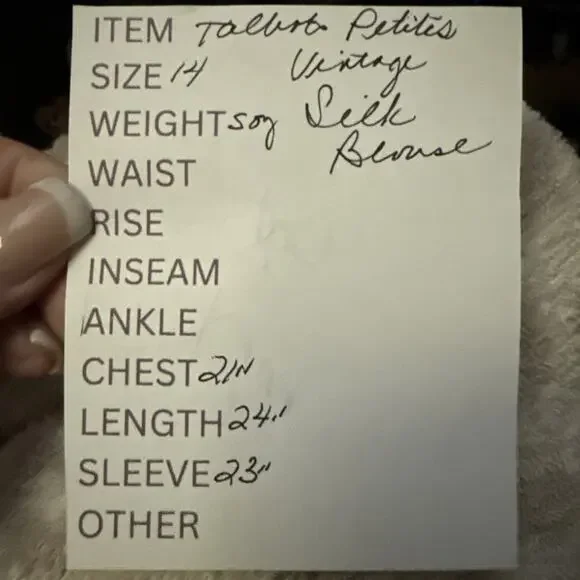 ITEM Talbots Petites
SIZE 14 Vintage
WEIGHT 5oz Silk
Blouse
WAIST
RISE
INSEAM
ANKLE
CHEST 21"
LENGTH 24"
SLEEVE 23"
OTHER